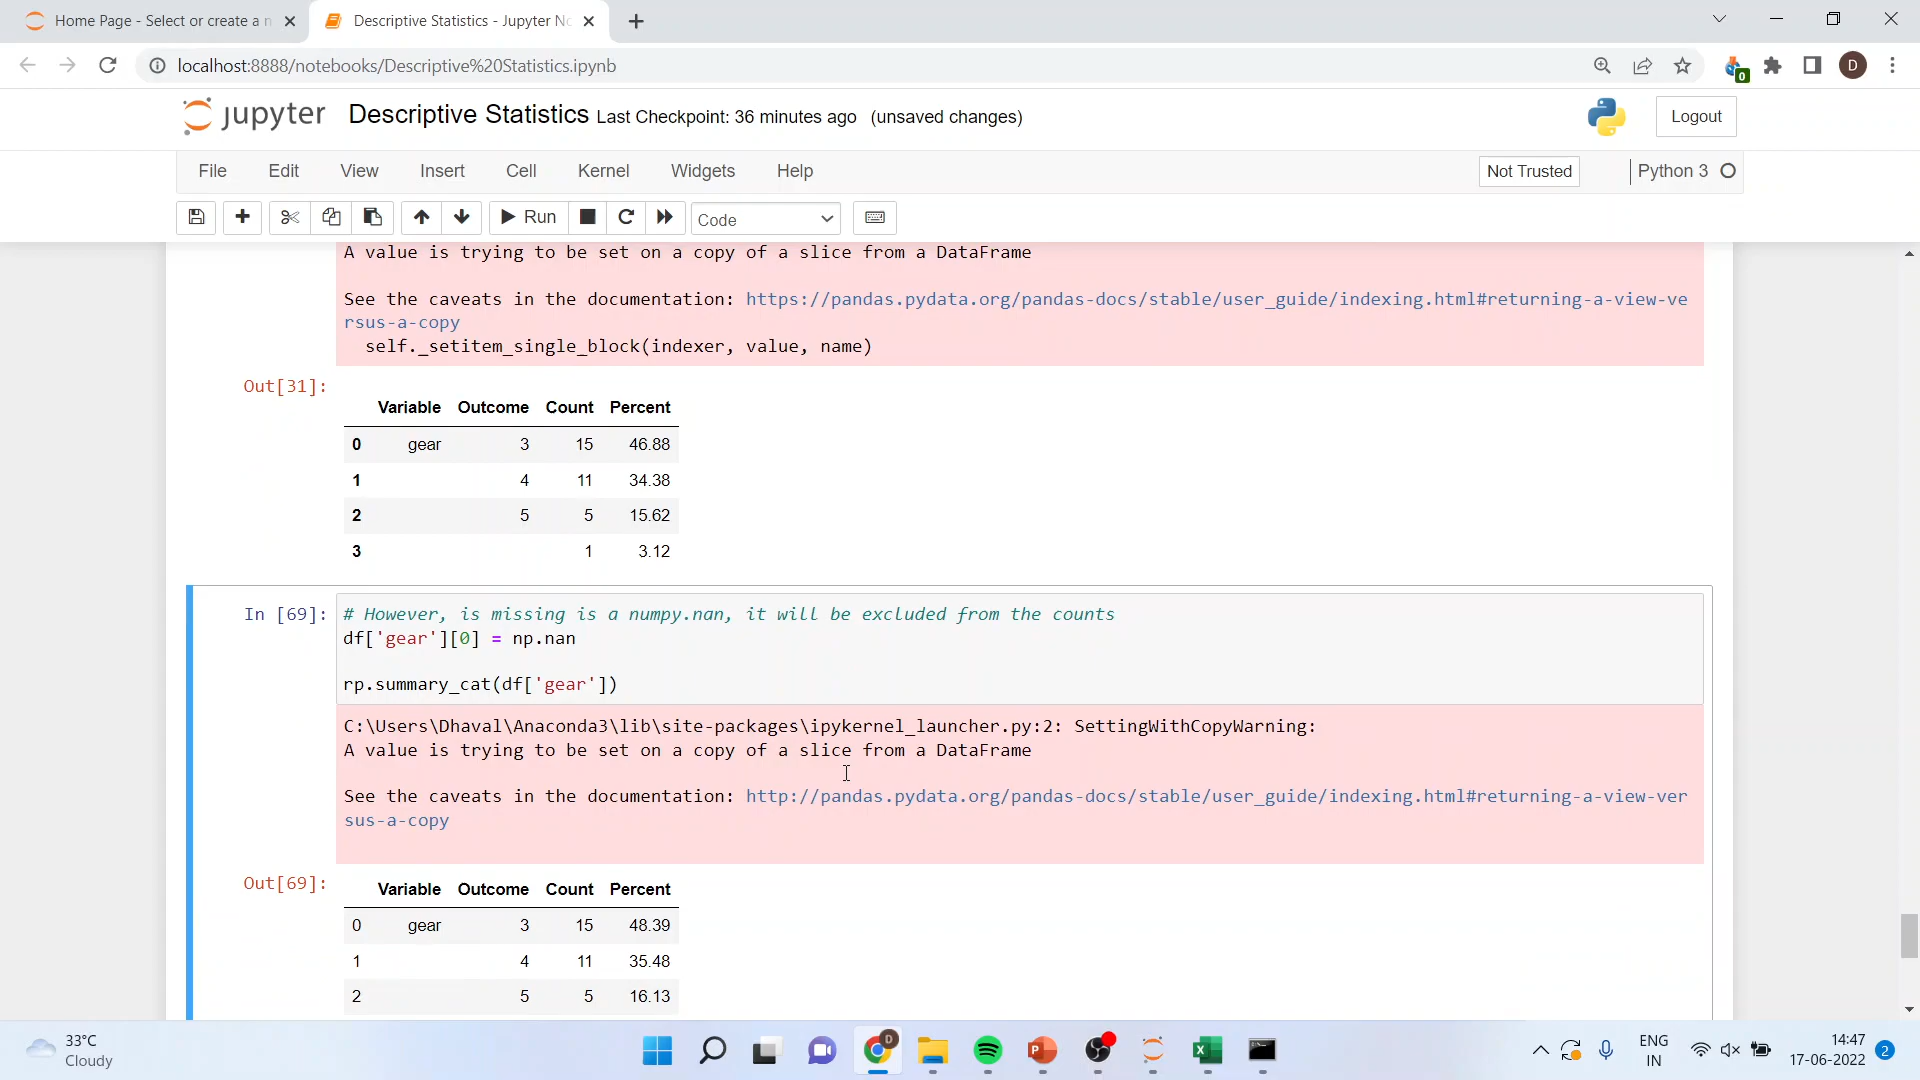 Home Page - Select or create a n
Descriptive Statistics - Jupyter No
localhost:8888/notebooks/Descriptive%20Statistics.ipynb
0
D
jupyter Descriptive Statistics Last Checkpoint: 36 minutes ago (unsaved changes)
Logout
File Edit View Insert Cell Kernel Widgets Help
Not Trusted
Python 3
Run
Code
A value is trying to be set on a copy of a slice from a DataFrame
See the caveats in the documentation: https://pandas.pydata.org/pandas-docs/stable/user_guide/indexing.html#returning-a-view-ve
rsus-a-copy
self._setitem_single_block(indexer, value, name)
Out[31]:
Variable Outcome Count Percent
0 gear 3 15 46.88
1 4 11 34.38
2 5 5 15.62
3 1 3.12
In [69]: # However, is missing is a numpy.nan, it will be excluded from the counts
df['gear'][0] = np.nan
rp.summary_cat(df['gear'])
C:\Users\Dhaval\Anaconda3\lib\site-packages\ipykernel_launcher.py:2: SettingWithCopyWarning:
A value is trying to be set on a copy of a slice from a DataFrame
See the caveats in the documentation: http://pandas.pydata.org/pandas-docs/stable/user_guide/indexing.html#returning-a-view-ver
sus-a-copy
Out[69]:
Variable Outcome Count Percent
0 gear 3 15 48.39
1 4 11 35.48
2 5 5 16.13
33°C
Cloudy
D
ENG
IN
14:47
17-06-2022
2